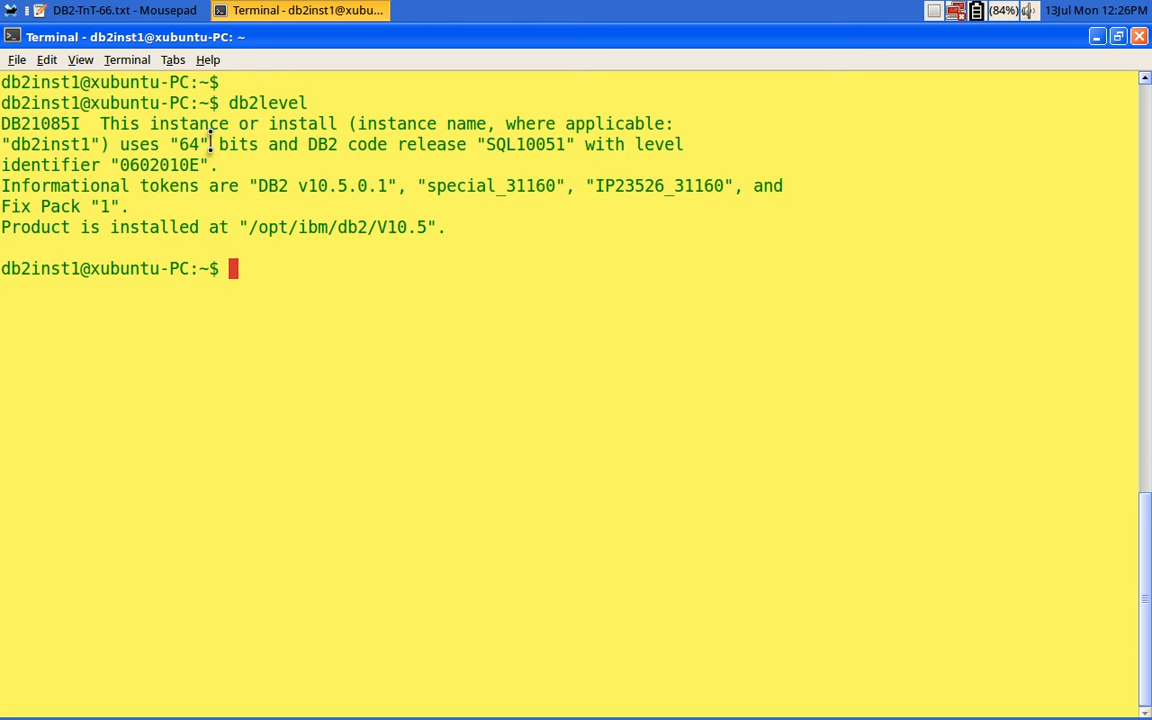 DB2-TnT-66.txt - Mousepad
Terminal - db2inst1@xubu...
(84%)
13Jul Mon 12:26PM
Terminal - db2inst1@xubuntu-PC: ~
File Edit View Terminal Tabs Help
db2inst1@xubuntu-PC:~$
db2inst1@xubuntu-PC:~$ db2level
DB21085I  This instance or install (instance name, where applicable:
"db2inst1") uses "64" bits and DB2 code release "SQL10051" with level
identifier "0602010E".
Informational tokens are "DB2 v10.5.0.1", "special_31160", "IP23526_31160", and
Fix Pack "1".
Product is installed at "/opt/ibm/db2/V10.5".
db2inst1@xubuntu-PC:~$